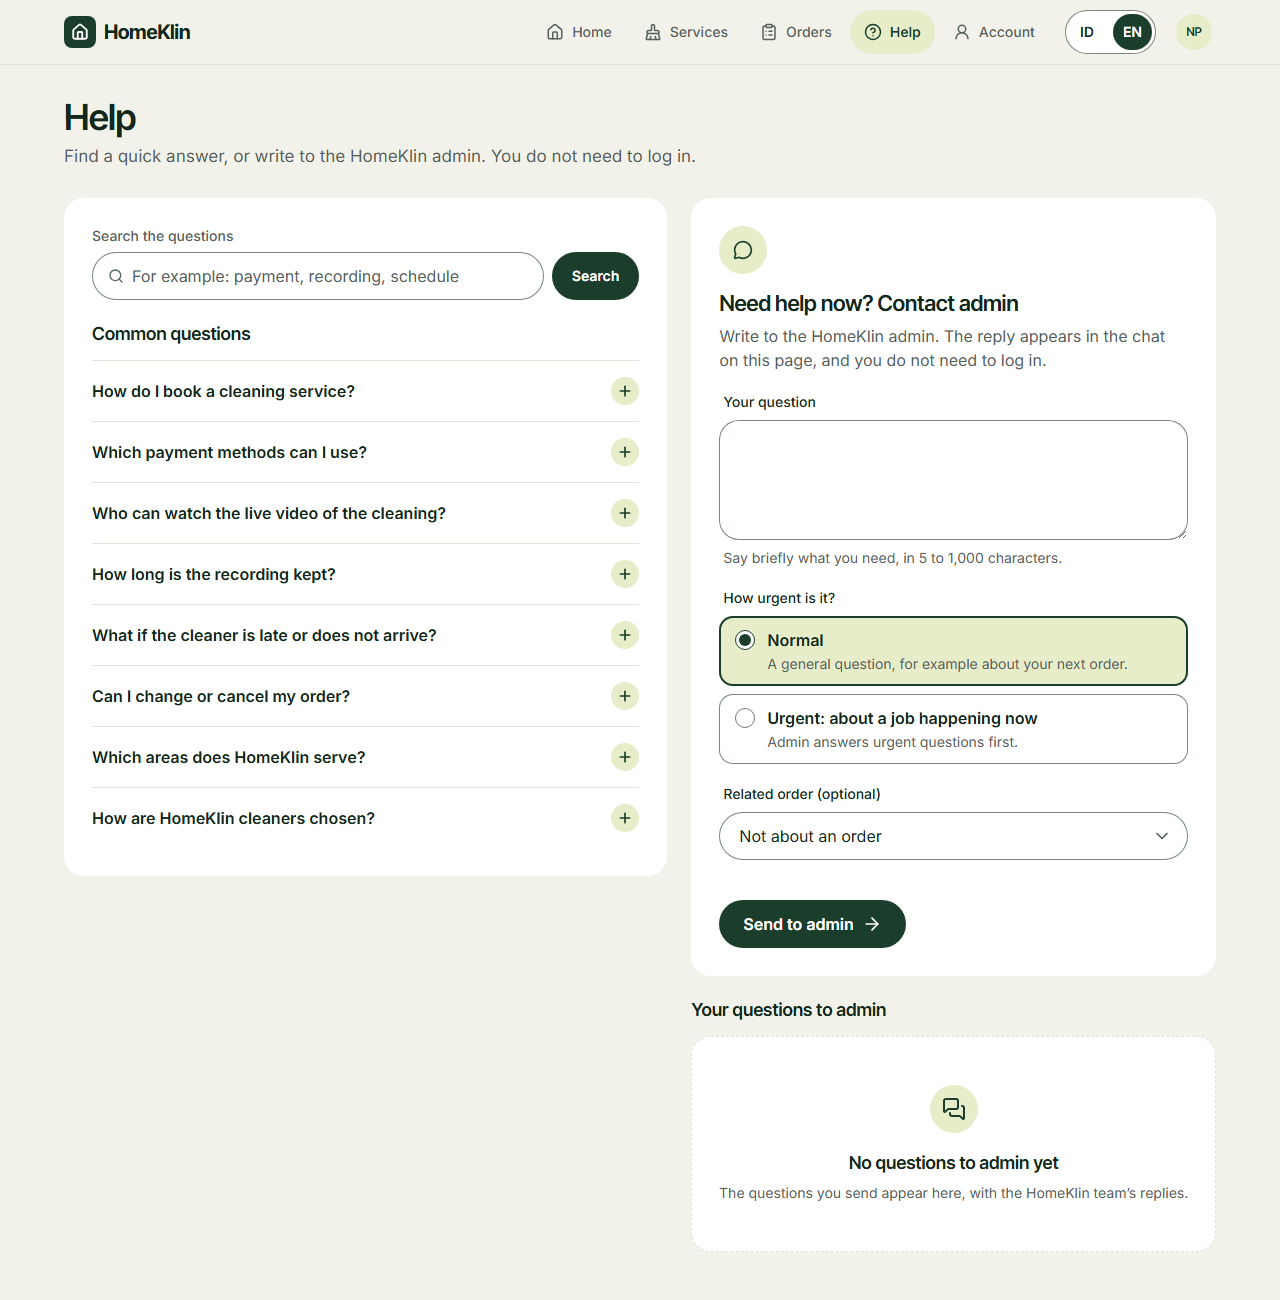 HomeKlin
Home
Services
Orders
Help
Account
ID
EN
NP
Help
Find a quick answer, or write to the HomeKlin admin. You do not need to log in.
Search the questions
For example: payment, recording, schedule
Search
Common questions
How do I book a cleaning service?
Which payment methods can I use?
Who can watch the live video of the cleaning?
How long is the recording kept?
What if the cleaner is late or does not arrive?
Can I change or cancel my order?
Which areas does HomeKlin serve?
How are HomeKlin cleaners chosen?
Need help now? Contact admin
Write to the HomeKlin admin. The reply appears in the chat
on this page, and you do not need to log in.
Your question
Say briefly what you need, in 5 to 1,000 characters.
How urgent is it?
Normal
A general question, for example about your next order.
Urgent: about a job happening now
Admin answers urgent questions first.
Related order (optional)
Not about an order
Send to admin
Your questions to admin
No questions to admin yet
The questions you send appear here, with the HomeKlin team’s replies.